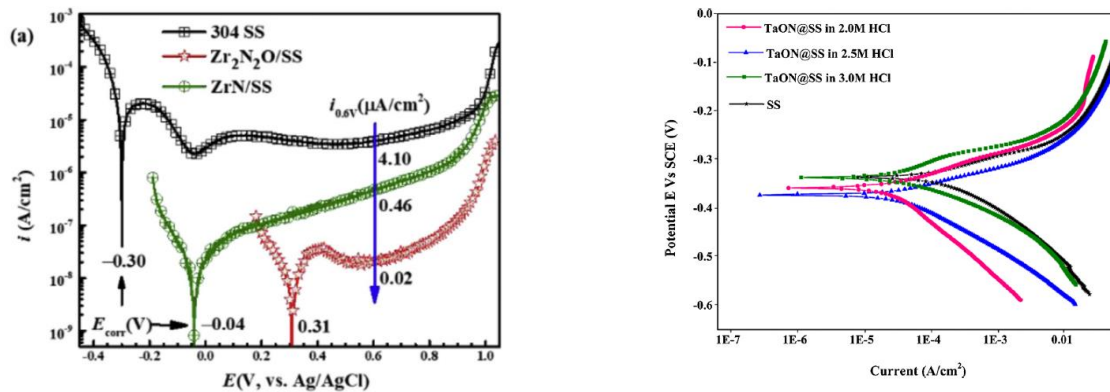 (a)
304 SS
Zr₂N₂O/SS
ZrN/SS
i₀.₆V(μA/cm²)
4.10
0.46
0.02
−0.30
E_corr(V)
−0.04
0.31
i (A/cm²)
10⁻³
10⁻⁴
10⁻⁵
10⁻⁶
10⁻⁷
10⁻⁸
10⁻⁹
-0.4 -0.2 0.0 0.2 0.4 0.6 0.8 1.0
E(V, vs. Ag/AgCl)
TaON@SS in 2.0M HCl
TaON@SS in 2.5M HCl
TaON@SS in 3.0M HCl
SS
Potential E Vs SCE (V)
0.0
-0.1
-0.2
-0.3
-0.4
-0.5
-0.6
1E-7 1E-6 1E-5 1E-4 1E-3 0.01
Current (A/cm²)